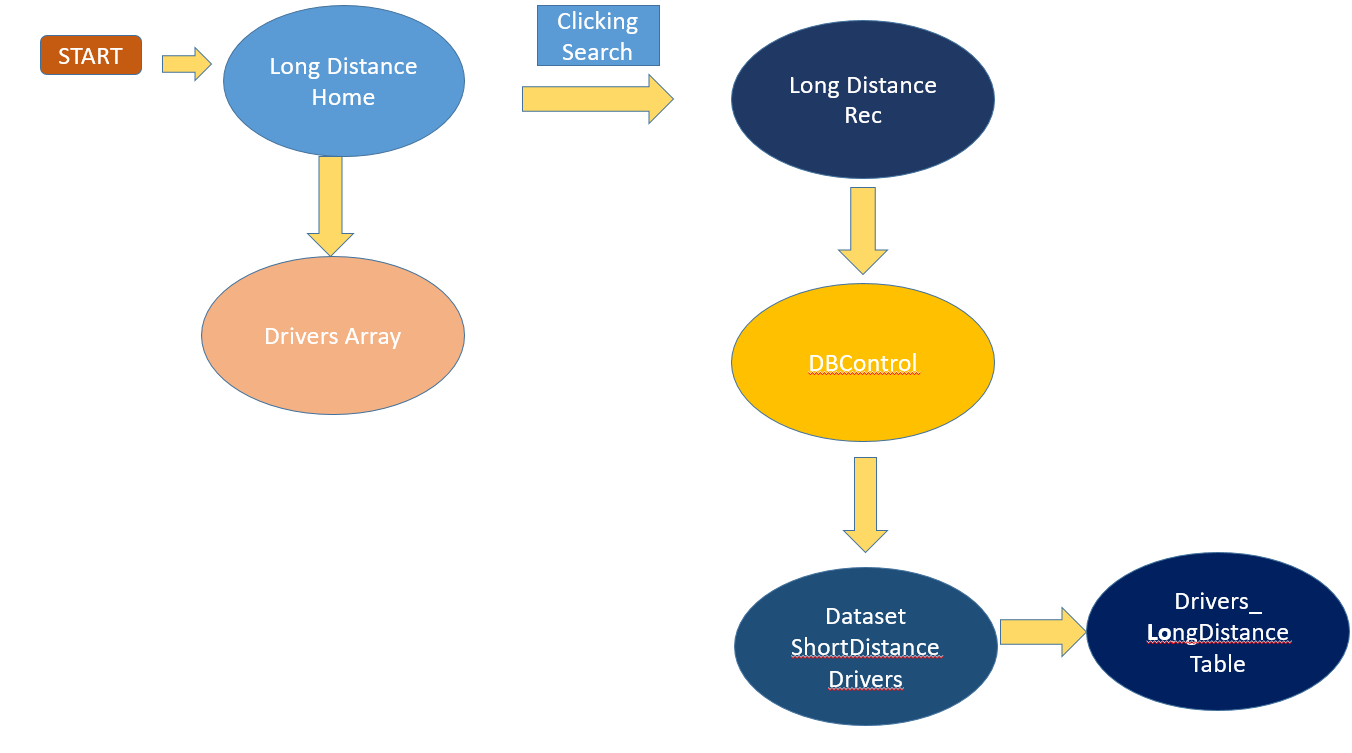 START
Long Distance
Home
Clicking
Search
Long Distance
Rec
Drivers Array
DBControl
Dataset
ShortDistance
Drivers
Drivers_
LongDistance
Table